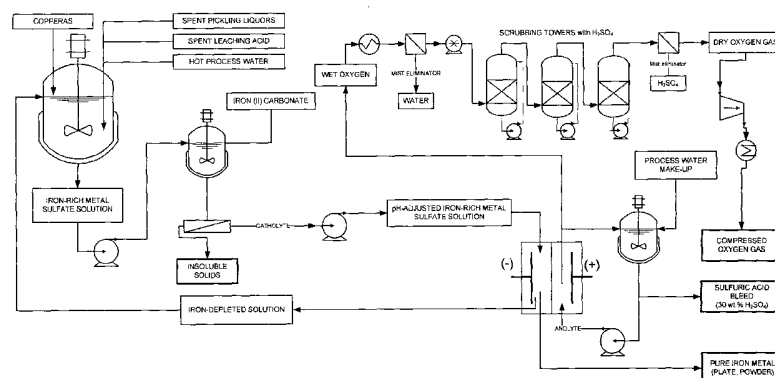 COPPERAS
SPENT PICKLING LIQUORS
SPENT LEACHING ACID
HOT PROCESS WATER
SCRUBBING TOWERS with H₂SO₄
DRY OXYGEN GAS
WET OXYGEN
MIST ELIMINATOR
WATER
Mist eliminator
H₂SO₄
IRON (II) CARBONATE
PROCESS WATER
MAKE-UP
IRON-RICH METAL
SULFATE SOLUTION
CATHOLYTE
pH-ADJUSTED IRON-RICH METAL
SULFATE SOLUTION
INSOLUBLE
SOLIDS
(-)
(+)
COMPRESSED
OXYGEN GAS
SULFURIC ACID
BLEED
(30 wt.% H₂SO₄)
IRON-DEPLETED SOLUTION
ANOLYTE
PURE IRON METAL
(PLATE, POWDER)